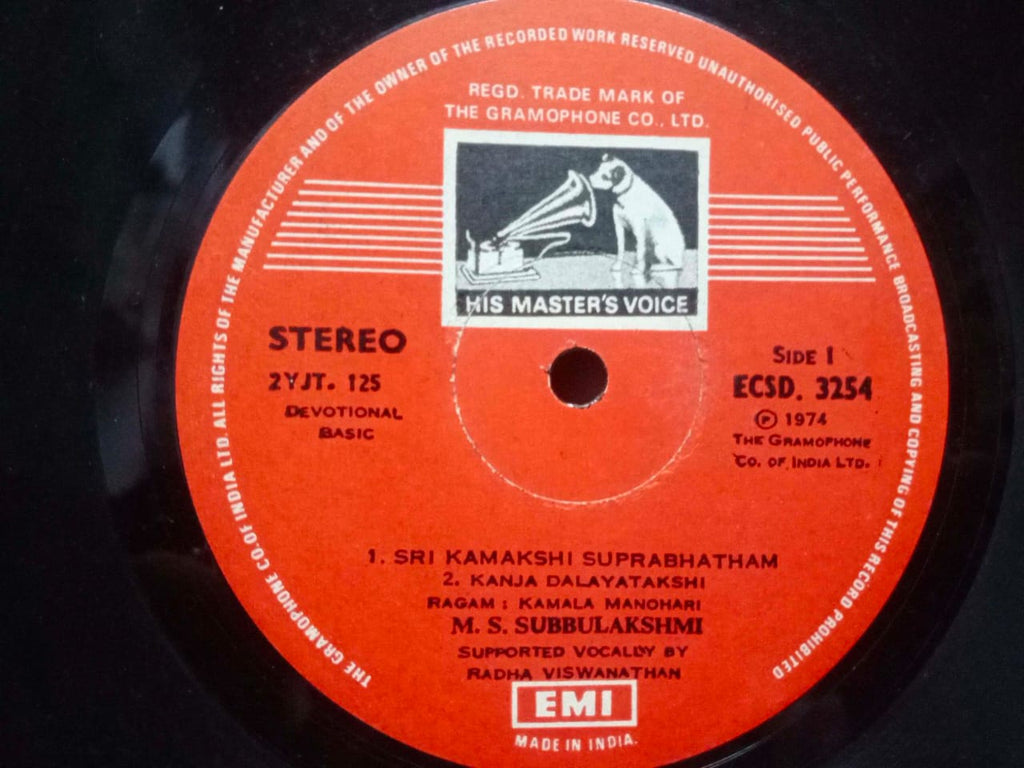 THE GRAMOPHONE CO. OF INDIA LTD. ALL RIGHTS OF THE MANUFACTURER AND OF THE OWNER OF THE RECORDED WORK RESERVED UNAUTHORISED PUBLIC PERFORMANCE BROADCASTING AND COPYING OF THIS RECORD PROHIBITED
REGD. TRADE MARK OF
THE GRAMOPHONE CO., LTD.
HIS MASTER'S VOICE
STEREO
2YJT. 125
DEVOTIONAL
BASIC
SIDE 1
ECSD. 3254
℗ 1974
THE GRAMOPHONE
CO. OF INDIA LTD.
1. SRI KAMAKSHI SUPRABHATHAM
2. KANJA DALAYATAKSHI
RAGAM : KAMALA MANOHARI
M. S. SUBBULAKSHMI
SUPPORTED VOCALLY BY
RADHA VISWANATHAN
EMI
MADE IN INDIA.